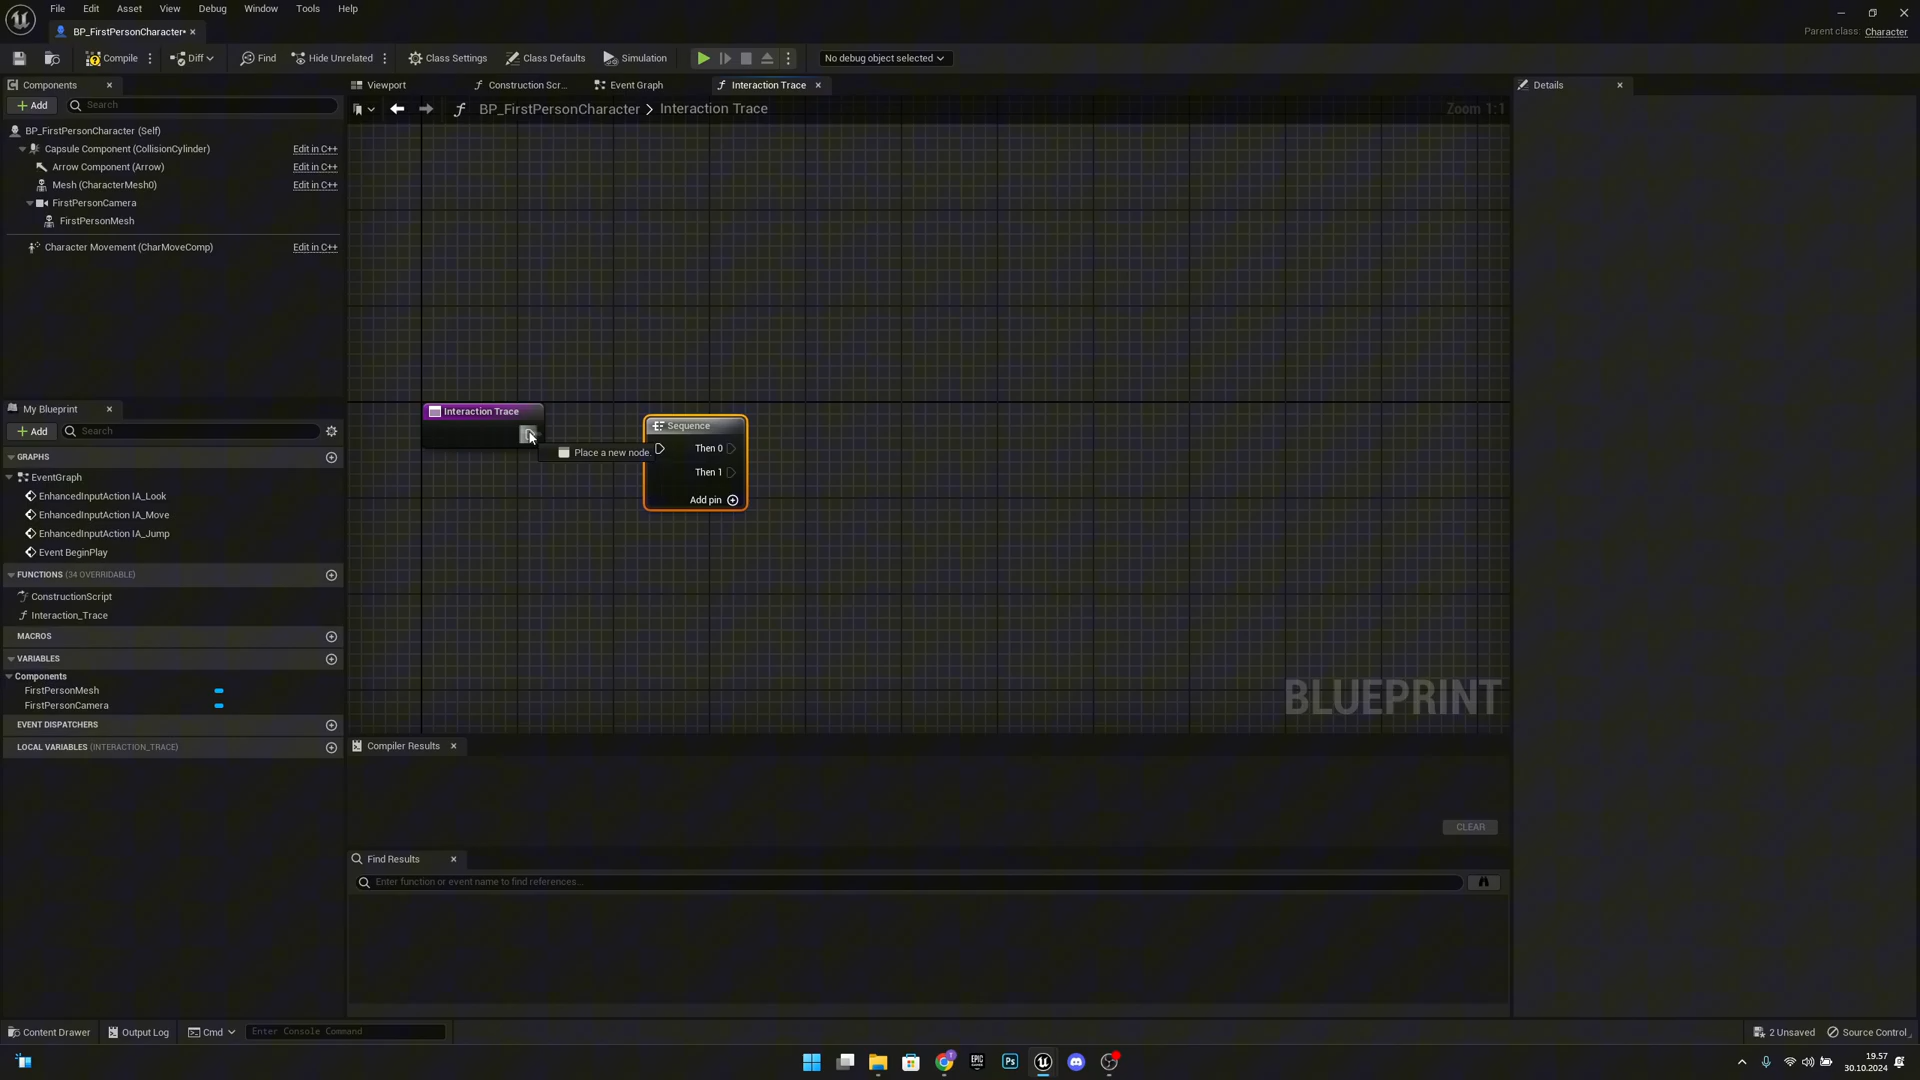 File Edit Asset View Debug Window Tools Help
BP_FirstPersonCharacter•
Parent class: Character
Compile Diff Find Hide Unrelated Class Settings Class Defaults Simulation No debug object selected
Components
Viewport Construction Scr... Event Graph Interaction Trace
Details
Add Search
BP_FirstPersonCharacter > Interaction Trace
Zoom 1:1
BP_FirstPersonCharacter (Self)
Capsule Component (CollisionCylinder) Edit in C++
Arrow Component (Arrow) Edit in C++
Mesh (CharacterMesh0) Edit in C++
FirstPersonCamera
FirstPersonMesh
Character Movement (CharMoveComp) Edit in C++
Interaction Trace
Place a new node.
Sequence
Then 0
Then 1
Add pin
BLUEPRINT
My Blueprint
Add Search
GRAPHS
EventGraph
EnhancedInputAction IA_Look
EnhancedInputAction IA_Move
EnhancedInputAction IA_Jump
Event BeginPlay
FUNCTIONS (34 OVERRIDABLE)
ConstructionScript
Interaction_Trace
MACROS
VARIABLES
Components
FirstPersonMesh
FirstPersonCamera
EVENT DISPATCHERS
LOCAL VARIABLES (INTERACTION_TRACE)
Compiler Results
CLEAR
Find Results
Enter function or event name to find references...
Content Drawer Output Log Cmd Enter Console Command
2 Unsaved Source Control
EPIC
Ps
19.57
30.10.2024